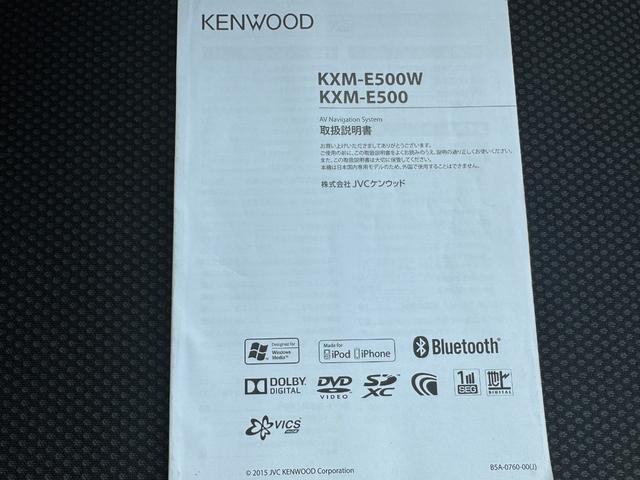 KENWOOD
KXM-E500W
KXM-E500
AV Navigation System
取扱説明書
お買い上げいただきましてありがとうございます。
ご使用の前に、この取扱説明書をよくお読みのうえ、説明の通り正しくお使いください。
また、この取扱説明書は大切に保管してください。
本機は日本国内専用モデルのため、外国で使用することはできません。
株式会社 JVCケンウッド
Designed for Windows Media™
Made for iPod iPhone
Bluetooth®
DOLBY DIGITAL
DVD VIDEO
SD XC
1 SEG
地デジ DIGITAL
VICS
© 2015 JVC KENWOOD Corporation
B5A-0760-00(J)